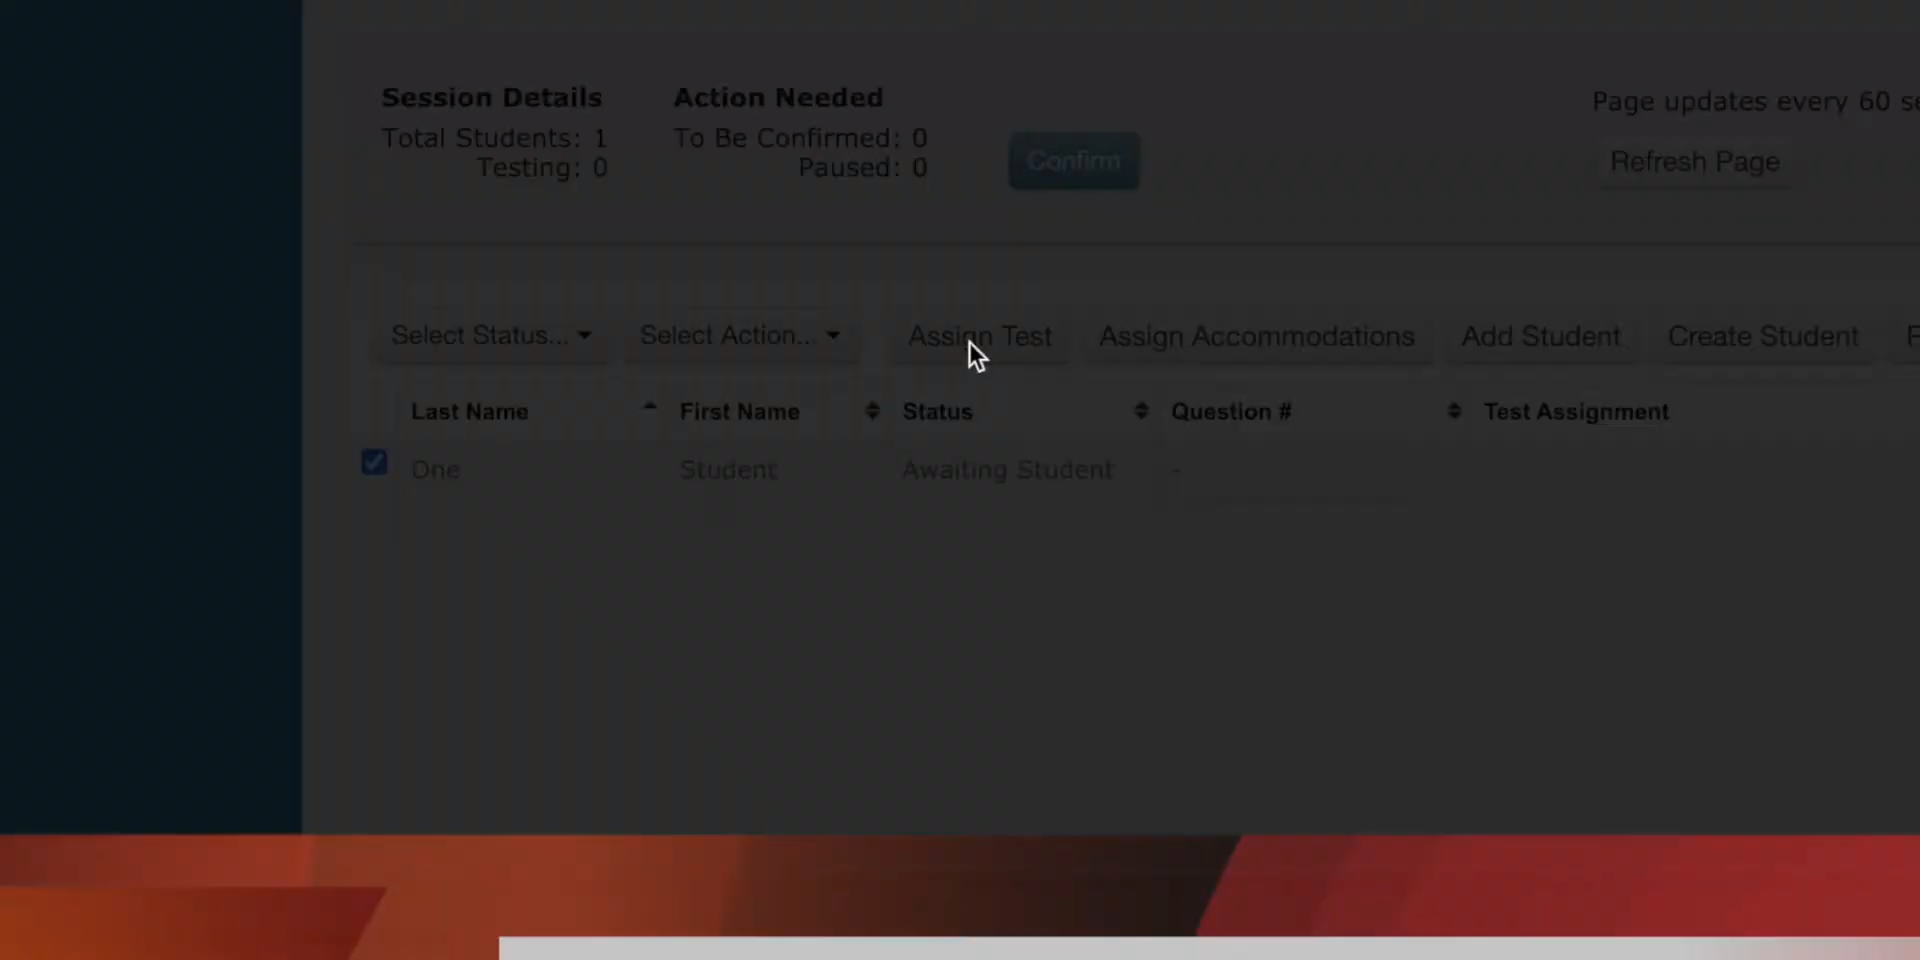 Session Details
Total Students: 1
Testing: 0
Action Needed
To Be Confirmed: 0
Paused: 0
Confirm
Page updates every 60 se
Refresh Page
Select Status... Select Action... Assign Test Assign Accommodations Add Student Create Student
Last Name First Name Status Question # Test Assignment
One Student Awaiting Student -